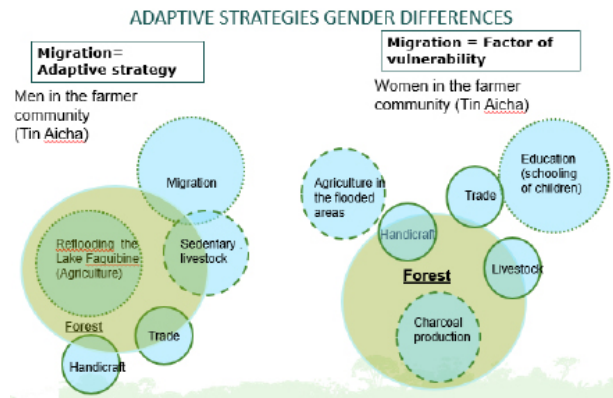 ADAPTIVE STRATEGIES GENDER DIFFERENCES
Migration=
Adaptive strategy
Men in the farmer
community
(Tin Aicha)
Migration
Reflooding the
Lake Faguibine
(Agriculture)
Sedentary
livestock
Forest
Trade
Handicraft
Migration = Factor of
vulnerability
Women in the farmer
community (Tin Aicha)
Education
(schooling
of children)
Agriculture in
the flooded
areas
Trade
Handicraft
Livestock
Forest
Charcoal
production